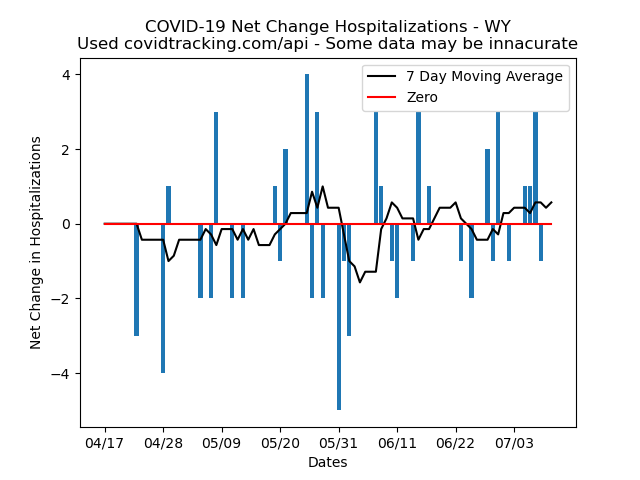 COVID-19 Net Change Hospitalizations - WY
Used covidtracking.com/api - Some data may be innacurate
7 Day Moving Average
Zero
4
2
0
−2
−4
Net Change in Hospitalizations
04/17 04/28 05/09 05/20 05/31 06/11 06/22 07/03
Dates